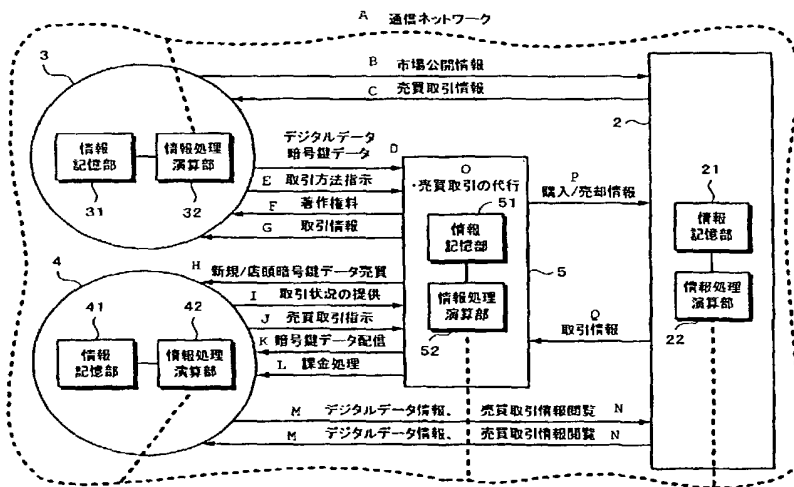 A 通信ネットワーク
3
B 市場公開情報
C 売買取引情報
2
デジタルデータ
暗号鍵データ
D
情報
記憶部
情報処理
演算部
31
32
E 取引方法指示
F 著作権料
G 取引情報
O
・売買取引の代行
51
情報
記憶部
情報処理
演算部
52
5
P
購入/売却情報
21
情報
記憶部
情報処理
演算部
22
Q
取引情報
4
H 新規/店頭暗号鍵データ売買
I 取引状況の提供
J 売買取引指示
K 暗号鍵データ配信
L 課金処理
41
42
情報
記憶部
情報処理
演算部
M デジタルデータ情報、 売買取引情報閲覧 N
M デジタルデータ情報、 売買取引情報閲覧 N